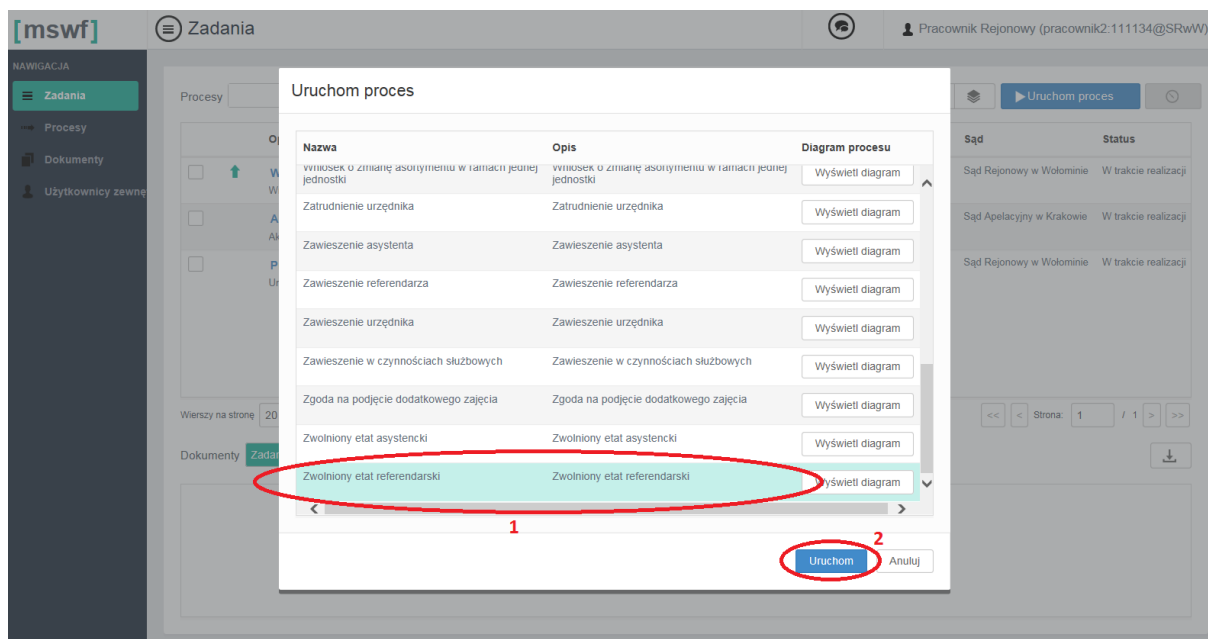 [mswf]
Zadania
Pracownik Rejonowy (pracownik2:111134@SRwW)
NAWIGACJA
Zadania
Procesy
Dokumenty
Użytkownicy zewnę
Procesy
Uruchom proces
Sąd
Status
W
Sąd Rejonowy w Wołominie W trakcie realizacji
A
Sąd Apelacyjny w Krakowie W trakcie realizacji
P
Sąd Rejonowy w Wołominie W trakcie realizacji
Wierszy na stronę 20
<< < Strona: 1 / 1 > >>
Dokumenty Zadań
Uruchom proces
Nazwa Opis Diagram procesu
Wniosek o zmianę asortymentu w ramach jednej jednostki Wniosek o zmianę asortymentu w ramach jednej jednostki Wyświetl diagram
Zatrudnienie urzędnika Zatrudnienie urzędnika Wyświetl diagram
Zawieszenie asystenta Zawieszenie asystenta Wyświetl diagram
Zawieszenie referendarza Zawieszenie referendarza Wyświetl diagram
Zawieszenie urzędnika Zawieszenie urzędnika Wyświetl diagram
Zawieszenie w czynnościach służbowych Zawieszenie w czynnościach służbowych Wyświetl diagram
Zgoda na podjęcie dodatkowego zajęcia Zgoda na podjęcie dodatkowego zajęcia Wyświetl diagram
Zwolniony etat asystencki Zwolniony etat asystencki Wyświetl diagram
Zwolniony etat referendarski Zwolniony etat referendarski Wyświetl diagram
1
2
Uruchom Anuluj